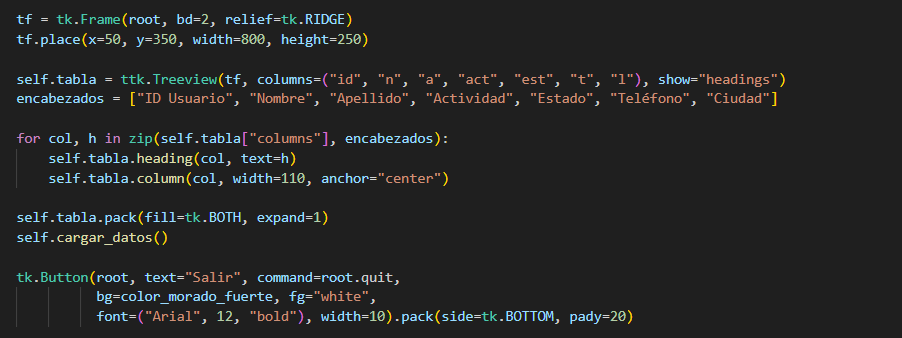 tf = tk.Frame(root, bd=2, relief=tk.RIDGE)
tf.place(x=50, y=350, width=800, height=250)
self.tabla = ttk.Treeview(tf, columns=("id", "n", "a", "act", "est", "t", "l"), show="headings")
encabezados = ["ID Usuario", "Nombre", "Apellido", "Actividad", "Estado", "Teléfono", "Ciudad"]
for col, h in zip(self.tabla["columns"], encabezados):
    self.tabla.heading(col, text=h)
    self.tabla.column(col, width=110, anchor="center")
self.tabla.pack(fill=tk.BOTH, expand=1)
self.cargar_datos()
tk.Button(root, text="Salir", command=root.quit,
          bg=color_morado_fuerte, fg="white",
          font=("Arial", 12, "bold"), width=10).pack(side=tk.BOTTOM, pady=20)